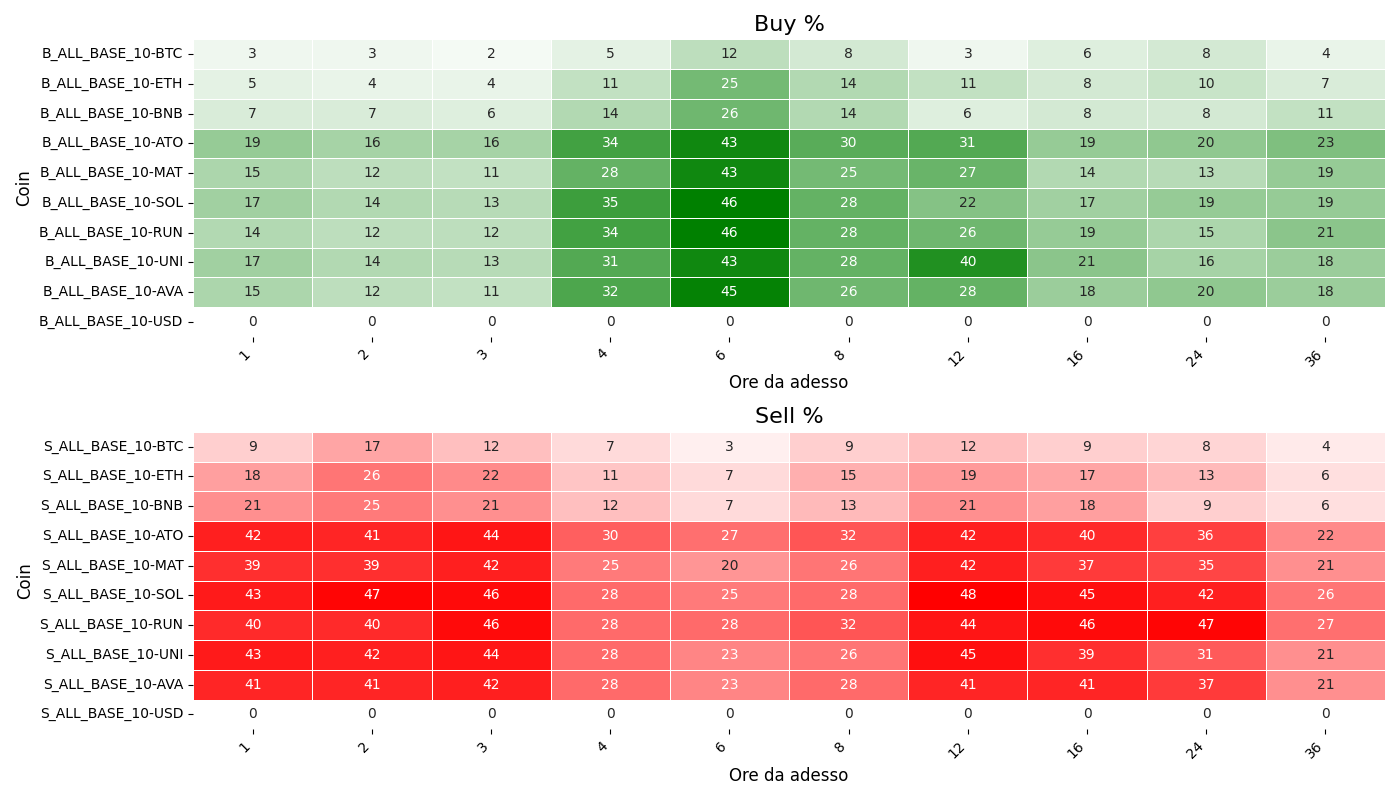 Buy %
Coin
B_ALL_BASE_10-BTC 3 3 2 5 12 8 3 6 8 4
B_ALL_BASE_10-ETH 5 4 4 11 25 14 11 8 10 7
B_ALL_BASE_10-BNB 7 7 6 14 26 14 6 8 8 11
B_ALL_BASE_10-ATO 19 16 16 34 43 30 31 19 20 23
B_ALL_BASE_10-MAT 15 12 11 28 43 25 27 14 13 19
B_ALL_BASE_10-SOL 17 14 13 35 46 28 22 17 19 19
B_ALL_BASE_10-RUN 14 12 12 34 46 28 26 19 15 21
B_ALL_BASE_10-UNI 17 14 13 31 43 28 40 21 16 18
B_ALL_BASE_10-AVA 15 12 11 32 45 26 28 18 20 18
B_ALL_BASE_10-USD 0 0 0 0 0 0 0 0 0 0
1 2 3 4 6 8 12 16 24 36
Ore da adesso
Sell %
Coin
S_ALL_BASE_10-BTC 9 17 12 7 3 9 12 9 8 4
S_ALL_BASE_10-ETH 18 26 22 11 7 15 19 17 13 6
S_ALL_BASE_10-BNB 21 25 21 12 7 13 21 18 9 6
S_ALL_BASE_10-ATO 42 41 44 30 27 32 42 40 36 22
S_ALL_BASE_10-MAT 39 39 42 25 20 26 42 37 35 21
S_ALL_BASE_10-SOL 43 47 46 28 25 28 48 45 42 26
S_ALL_BASE_10-RUN 40 40 46 28 28 32 44 46 47 27
S_ALL_BASE_10-UNI 43 42 44 28 23 26 45 39 31 21
S_ALL_BASE_10-AVA 41 41 42 28 23 28 41 41 37 21
S_ALL_BASE_10-USD 0 0 0 0 0 0 0 0 0 0
1 2 3 4 6 8 12 16 24 36
Ore da adesso